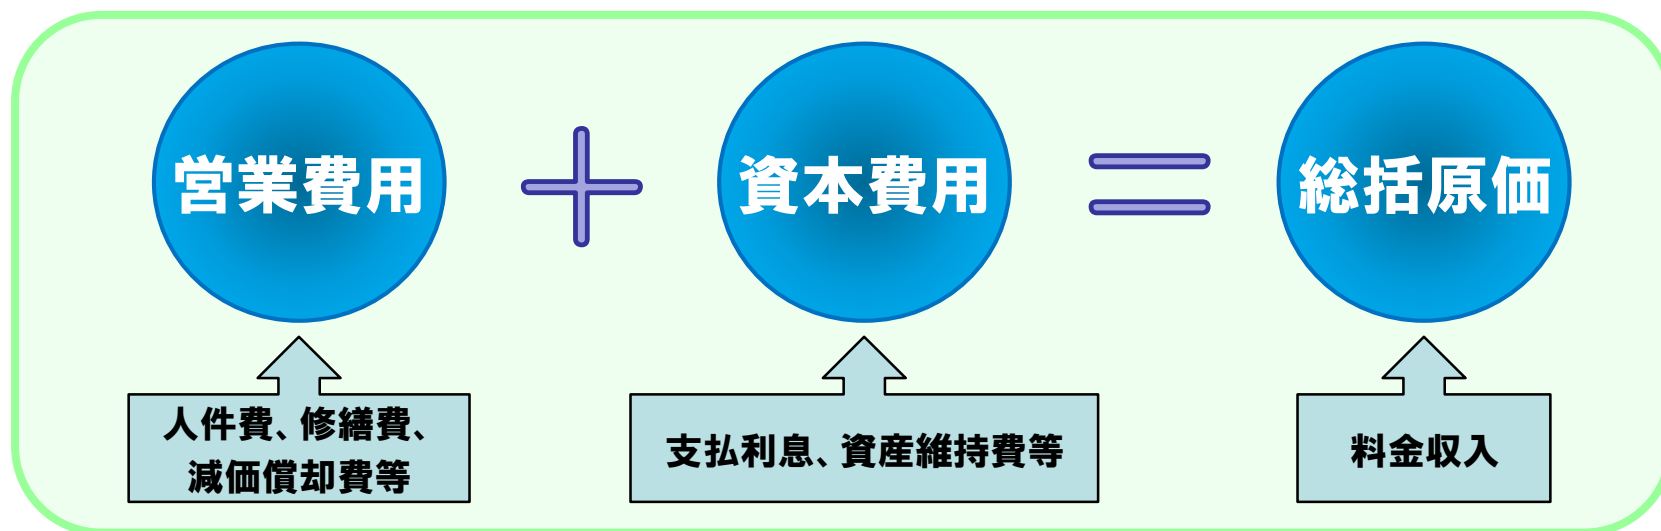 営業費用
資本費用
総括原価
人件費、修繕費、
減価償却費等
支払利息、資産維持費等
料金収入